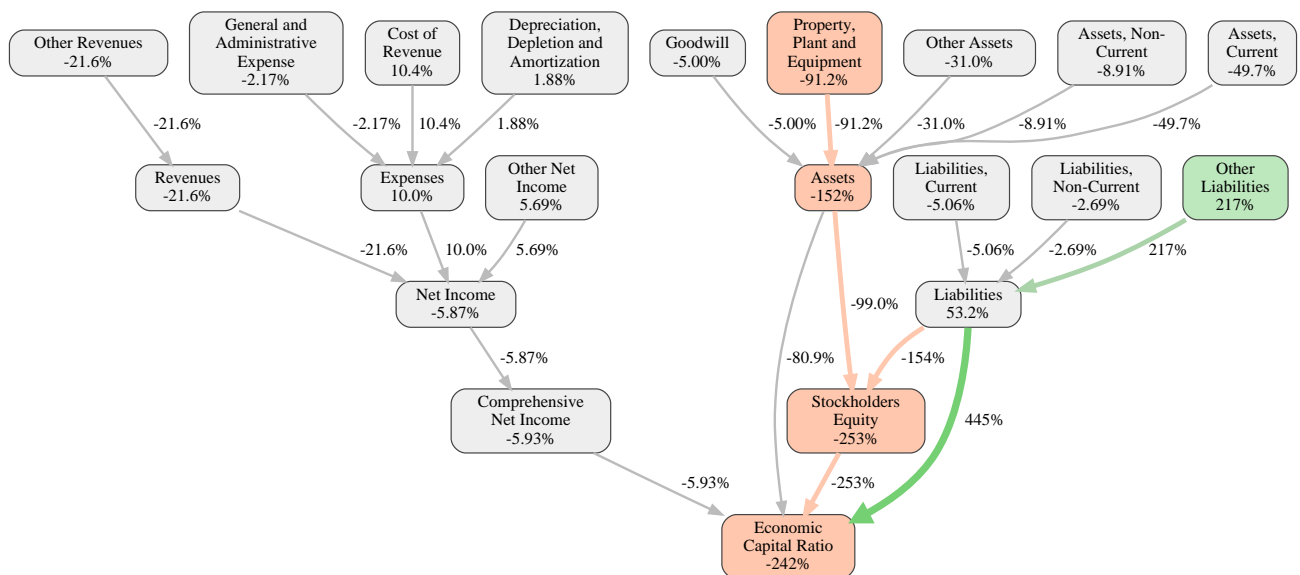 Other Revenues
-21.6%
General and
Administrative
Expense
-2.17%
Cost of
Revenue
10.4%
Depreciation,
Depletion and
Amortization
1.88%
Goodwill
-5.00%
Property,
Plant and
Equipment
-91.2%
Other Assets
-31.0%
Assets, Non-
Current
-8.91%
Assets,
Current
-49.7%
-21.6%
-2.17%
10.4%
1.88%
-5.00%
-91.2%
-31.0%
-8.91%
-49.7%
Revenues
-21.6%
Expenses
10.0%
Other Net
Income
5.69%
Assets
-152%
Liabilities,
Current
-5.06%
Liabilities,
Non-Current
-2.69%
Other
Liabilities
217%
-21.6%
10.0%
5.69%
-5.06%
-2.69%
217%
Net Income
-5.87%
-99.0%
Liabilities
53.2%
-5.87%
-80.9%
-154%
Comprehensive
Net Income
-5.93%
Stockholders
Equity
-253%
445%
-5.93%
-253%
Economic
Capital Ratio
-242%